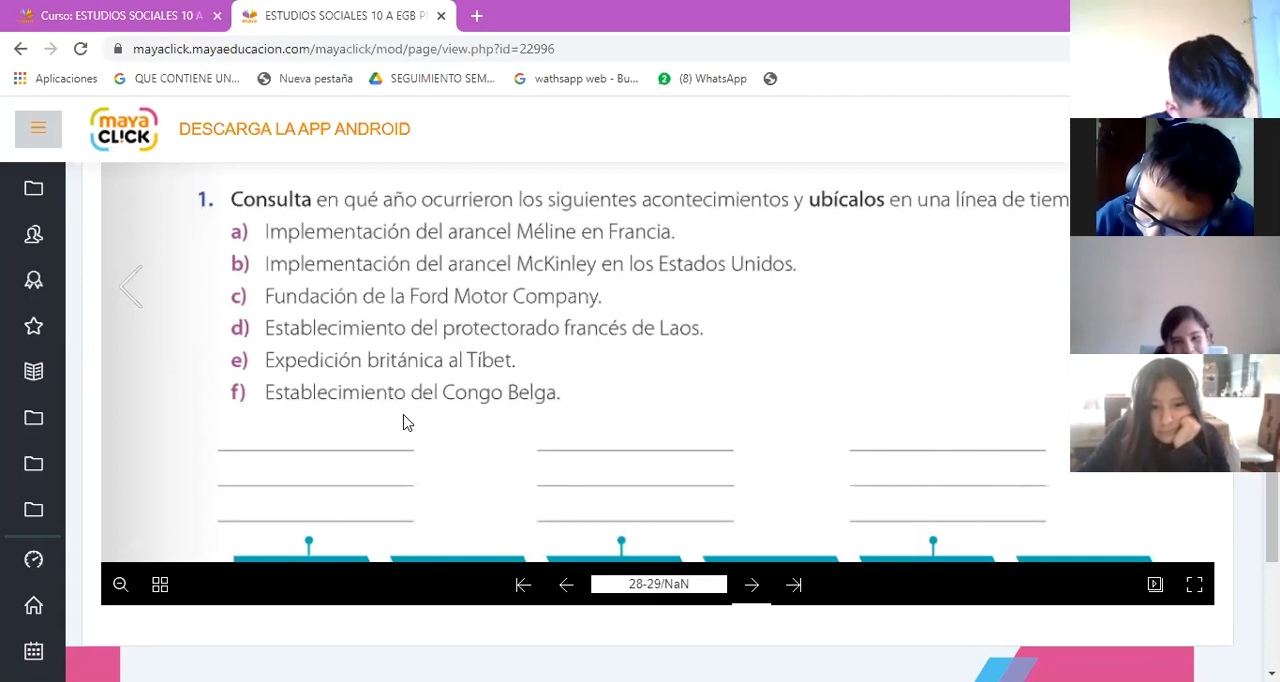 Curso: ESTUDIOS SOCIALES 10 A
ESTUDIOS SOCIALES 10 A EGB P
mayaclick.mayaeducacion.com/mayaclick/mod/page/view.php?id=22996
Aplicaciones
QUE CONTIENE UN...
Nueva pestaña
SEGUIMIENTO SEM...
wathsapp web - Bu...
2
(8) WhatsApp
maya
CLICK
DESCARGA LA APP ANDROID
1. Consulta en qué año ocurrieron los siguientes acontecimientos y ubícalos en una línea de tiem
a) Implementación del arancel Méline en Francia.
b) Implementación del arancel McKinley en los Estados Unidos.
c) Fundación de la Ford Motor Company.
d) Establecimiento del protectorado francés de Laos.
e) Expedición británica al Tíbet.
f) Establecimiento del Congo Belga.
28-29/NaN